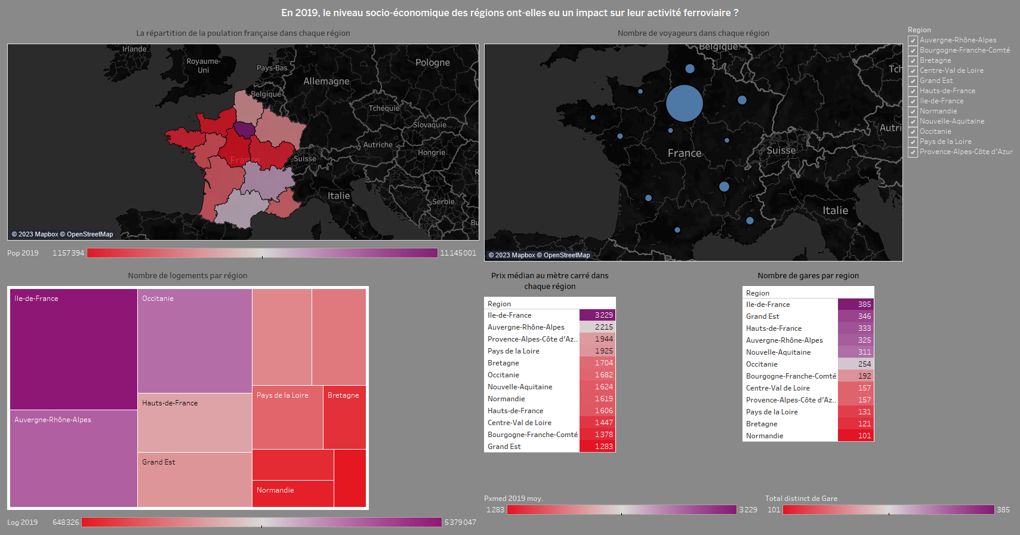 En 2019, le niveau socio-économique des régions ont-elles eu un impact sur leur activité ferroviaire ?
La répartition de la poulation française dans chaque région
Irlande
Royaume-
Uni
Pays-Bas
Belgique
Allemagne
Pologne
Tchéquie
Slovaquie
Autriche
Hongrie
Suisse
France
Italie
Serbie
© 2023 Mapbox © OpenStreetMap
Pop 2019
1 157 394
11 145 001
Nombre de voyageurs dans chaque région
Belgique
Tch
Autri
Suisse
France
Italie
© 2023 Mapbox © OpenStreetMap
Region
Auvergne-Rhône-Alpes
Bourgogne-Franche-Comté
Bretagne
Centre-Val de Loire
Grand Est
Hauts-de-France
Ile-de-France
Normandie
Nouvelle-Aquitaine
Occitanie
Pays de la Loire
Provence-Alpes-Côte d'Azur
Nombre de logements par région
Ile-de-France
Occitanie
Auvergne-Rhône-Alpes
Hauts-de-France
Grand Est
Pays de la Loire
Bretagne
Normandie
Log 2019
648 326
5 379 047
Prix médian au mètre carré dans
chaque région
Region
Ile-de-France 3 229
Auvergne-Rhône-Alpes 2 215
Provence-Alpes-Côte d'Az.. 1 944
Pays de la Loire 1 925
Bretagne 1 704
Occitanie 1 682
Nouvelle-Aquitaine 1 624
Normandie 1 619
Hauts-de-France 1 606
Centre-Val de Loire 1 447
Bourgogne-Franche-Comté 1 378
Grand Est 1 283
Pxmed 2019 moy.
1 283
3 229
Nombre de gares par region
Region
Ile-de-France 385
Grand Est 346
Hauts-de-France 333
Auvergne-Rhône-Alpes 325
Nouvelle-Aquitaine 311
Occitanie 254
Bourgogne-Franche-Comté 192
Centre-Val de Loire 157
Provence-Alpes-Côte d'Az.. 157
Pays de la Loire 131
Bretagne 121
Normandie 101
Total distinct de Gare
101
385